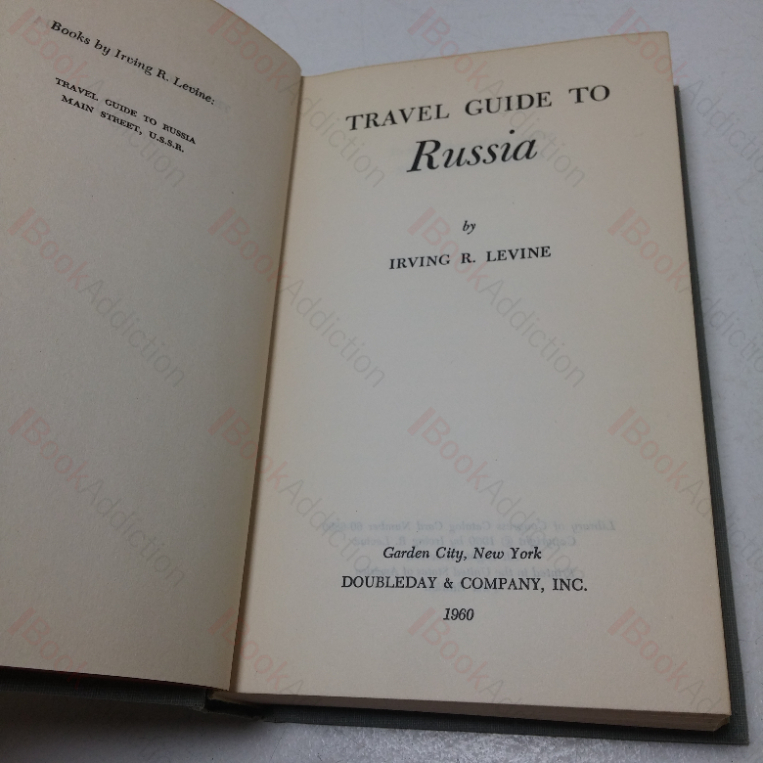 Books by Irving R. Levine:
TRAVEL GUIDE TO RUSSIA
MAIN STREET, U.S.S.R.
TRAVEL GUIDE TO
Russia
by
IRVING R. LEVINE
Garden City, New York
DOUBLEDAY & COMPANY, INC.
1960
BookAddiction